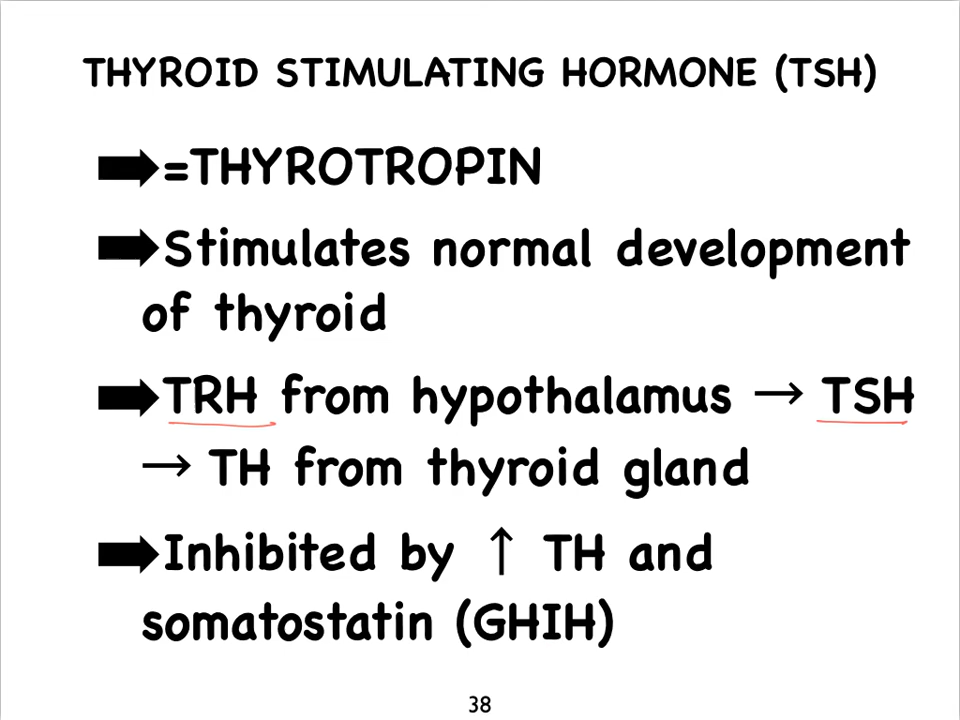 THYROID STIMULATING HORMONE (TSH)
➡=THYROTROPIN
➡Stimulates normal development
of thyroid
➡TRH from hypothalamus → TSH
→ TH from thyroid gland
➡Inhibited by ↑ TH and
somatostatin (GHIH)
38